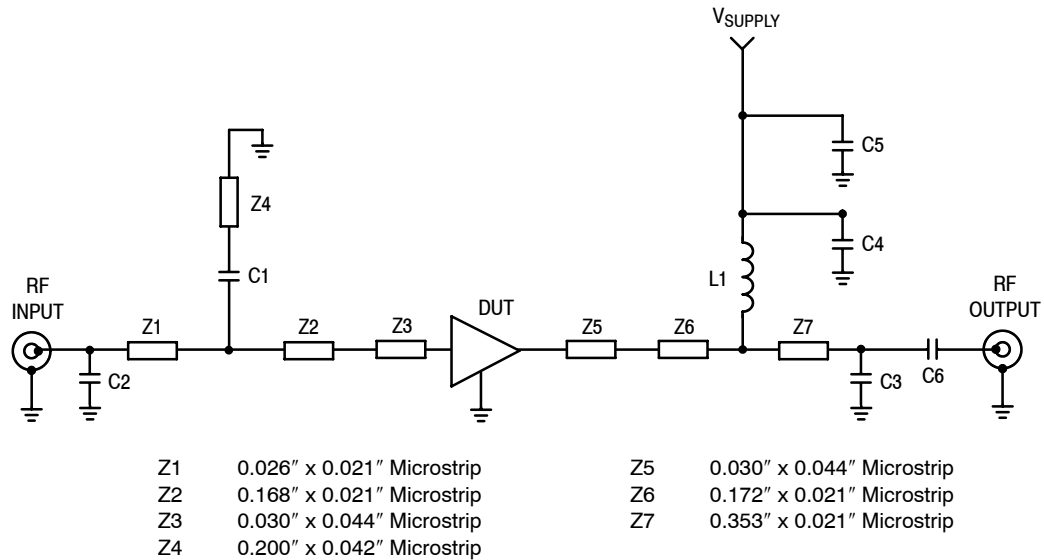 VSUPPLY
C5
Z4
C4
C1
L1
RF
INPUT
DUT
RF
OUTPUT
Z1
Z2
Z3
Z5
Z6
Z7
C2
C3
C6
Z1 0.026″ x 0.021″ Microstrip
Z2 0.168″ x 0.021″ Microstrip
Z3 0.030″ x 0.044″ Microstrip
Z4 0.200″ x 0.042″ Microstrip
Z5 0.030″ x 0.044″ Microstrip
Z6 0.172″ x 0.021″ Microstrip
Z7 0.353″ x 0.021″ Microstrip